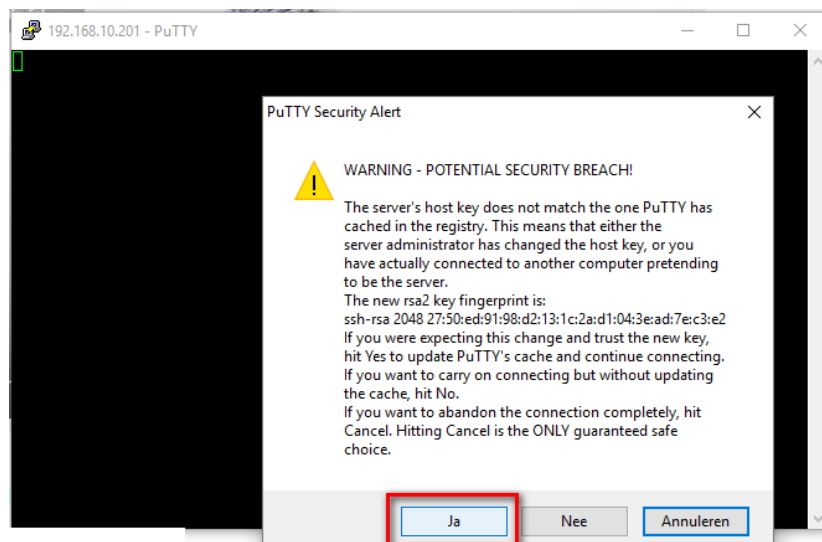 192.168.10.201 - PuTTY
PuTTY Security Alert
WARNING - POTENTIAL SECURITY BREACH!
The server's host key does not match the one PuTTY has
cached in the registry. This means that either the
server administrator has changed the host key, or you
have actually connected to another computer pretending
to be the server.
The new rsa2 key fingerprint is:
ssh-rsa 2048 27:50:ed:91:98:d2:13:1c:2a:d1:04:3e:ad:7e:c3:e2
If you were expecting this change and trust the new key,
hit Yes to update PuTTY's cache and continue connecting.
If you want to carry on connecting but without updating
the cache, hit No.
If you want to abandon the connection completely, hit
Cancel. Hitting Cancel is the ONLY guaranteed safe
choice.
Ja
Nee
Annuleren